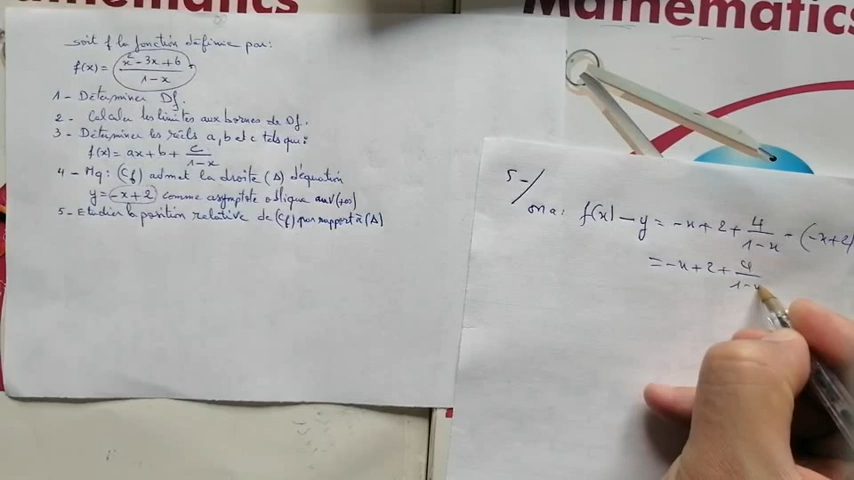 Mathematics
soit f la fonction définie par:
f(x) = x² - 3x + 6 / 1 - x
1 - Déterminer Df.
2 - Calculer les limites aux bornes de Df.
3 - Déterminer les réels a, b et c tels que:
f(x) = ax + b + c / 1 - x
4 - Mq: (Cf) admet la droite (Δ) d'équation
y = -x + 2 comme asymptote oblique au v(+∞)
5 - Etudier la position relative de (Cf) par rapport à (Δ)
5 - /
on a: f(x) - y = -x + 2 + 4 / 1 - x - (-x + 2)
= -x + 2 + 4 / 1 - x